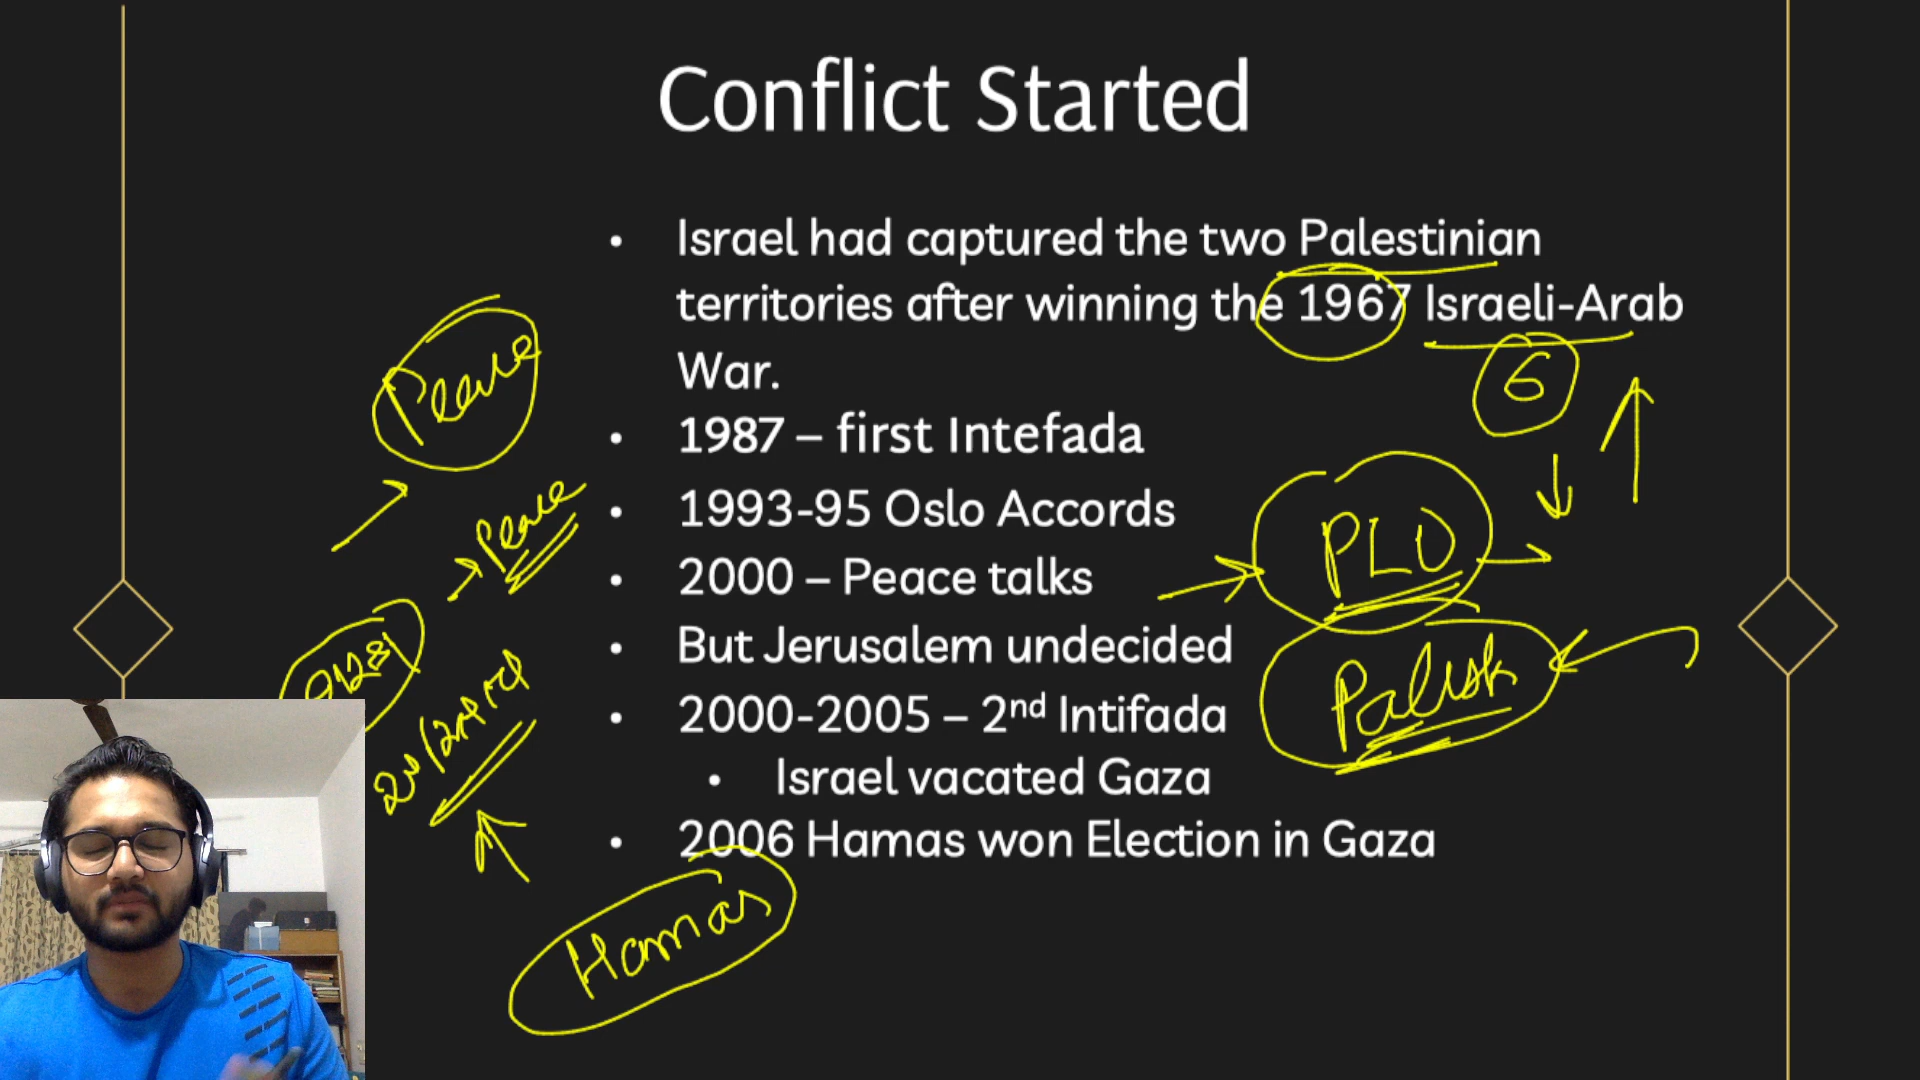 Conflict Started
• Israel had captured the two Palestinian
territories after winning the 1967 Israeli-Arab
War.
• 1987 – first Intefada
• 1993-95 Oslo Accords
• 2000 – Peace talks
• But Jerusalem undecided
• 2000-2005 – 2nd Intifada
• Israel vacated Gaza
• 2006 Hamas won Election in Gaza
6
Peace
Peace
PLO
Hamas